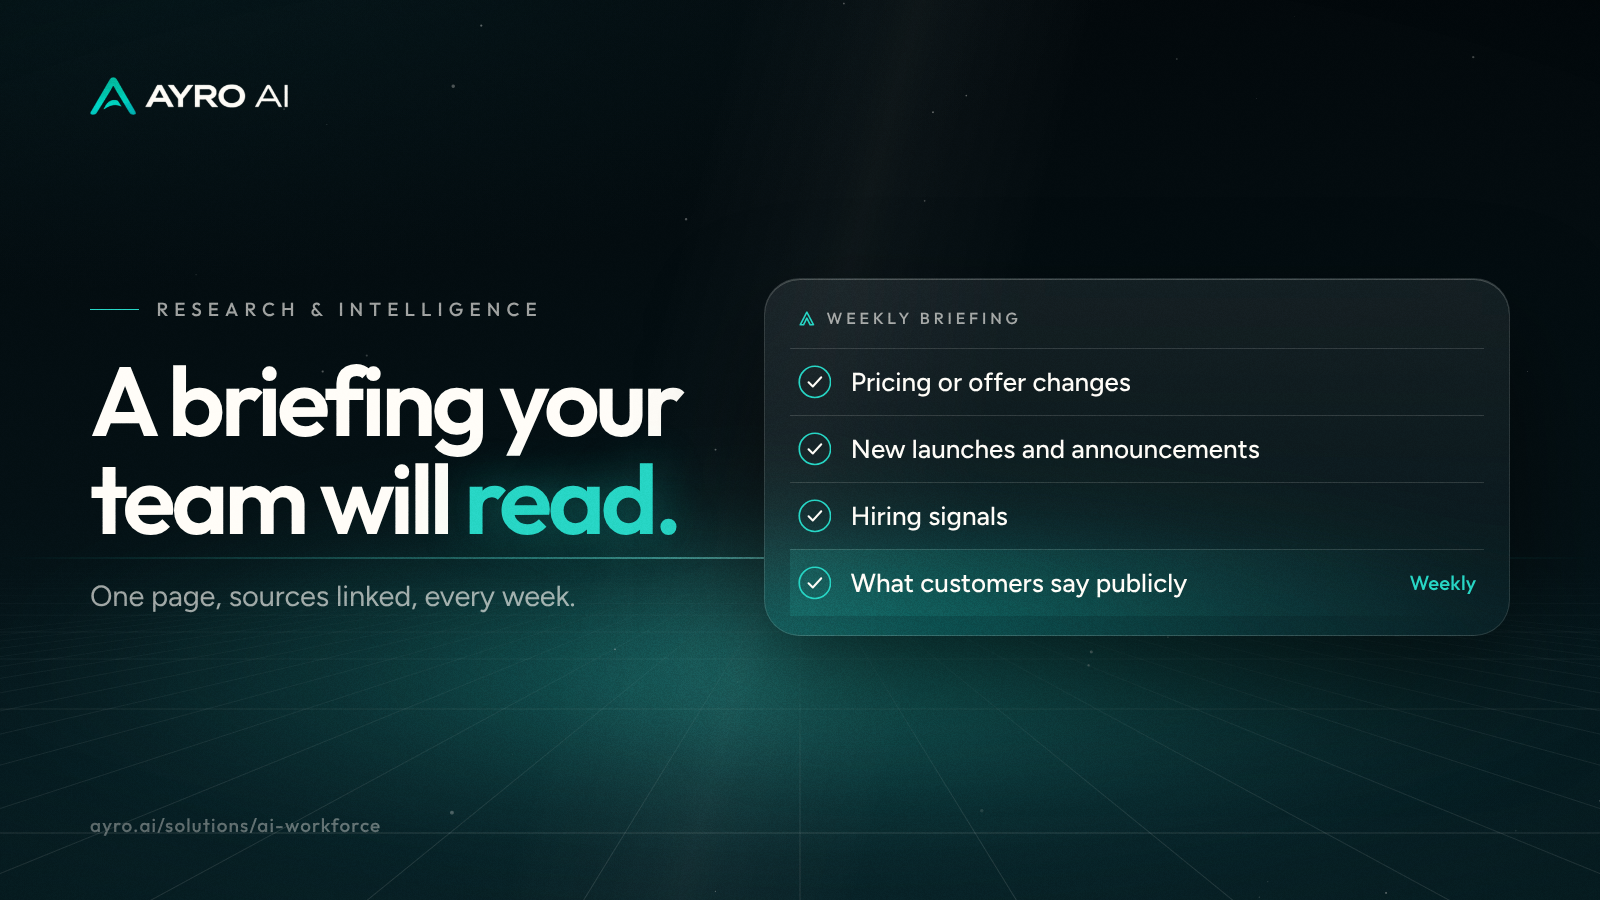 AYRO AI
RESEARCH & INTELLIGENCE
A briefing your
team will read.
One page, sources linked, every week.
WEEKLY BRIEFING
Pricing or offer changes
New launches and announcements
Hiring signals
What customers say publicly
Weekly
ayro.ai/solutions/ai-workforce